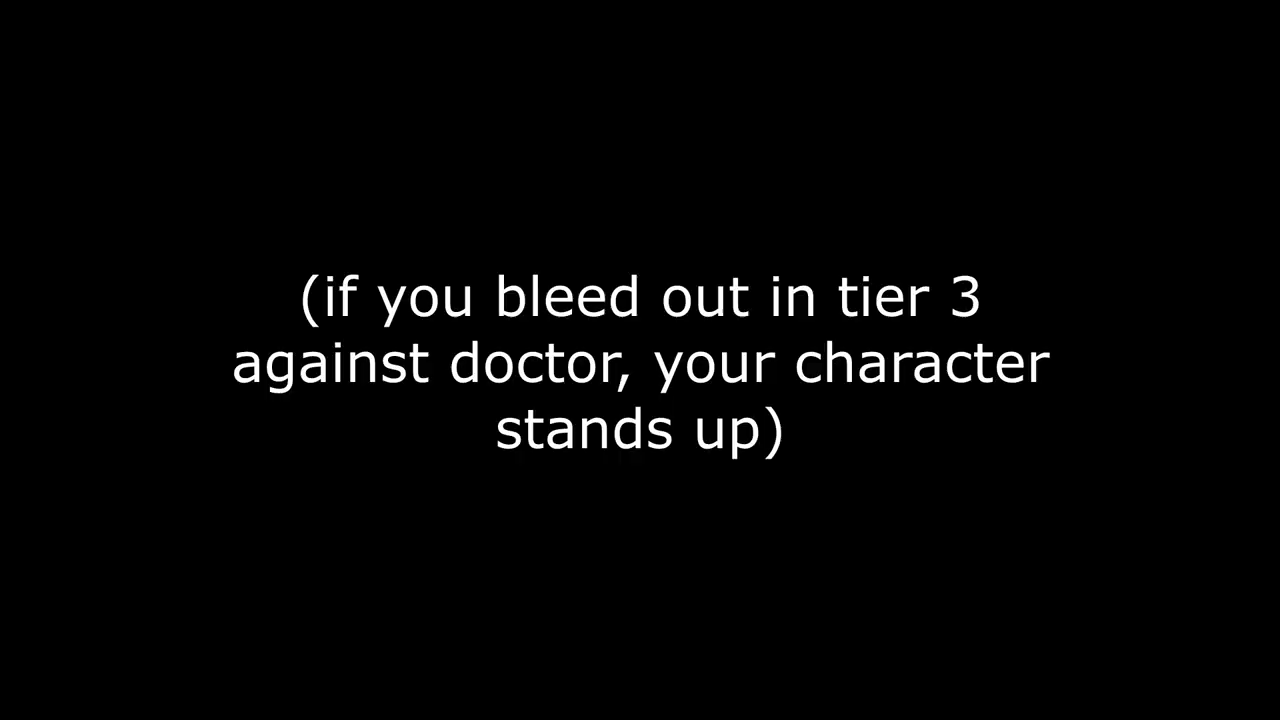 (if you bleed out in tier 3
against doctor, your character
stands up)